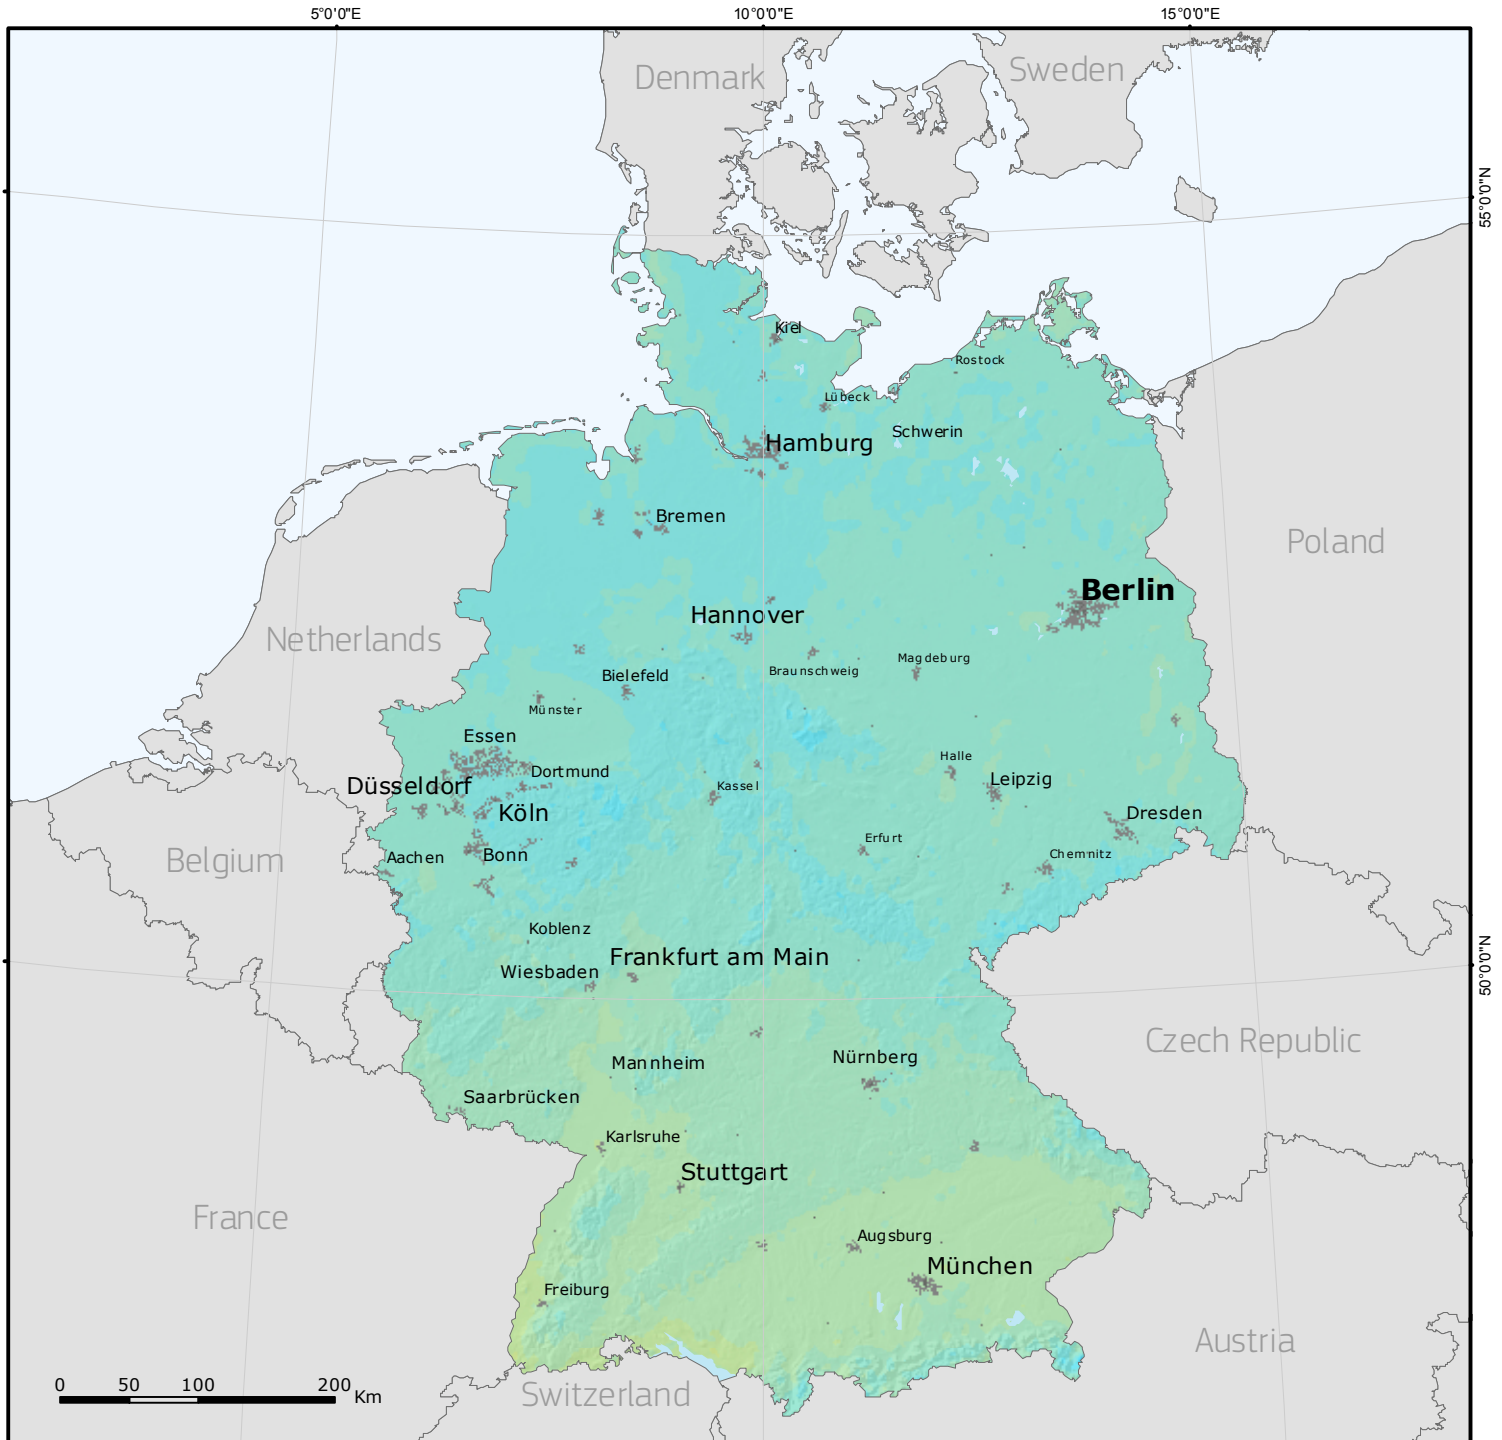 5°0'0"E
10°0'0"E
15°0'0"E
Denmark
Sweden
55°0'0"N
Kiel
Rostock
Lübeck
Schwerin
Hamburg
Bremen
Poland
Berlin
Hannover
Netherlands
Magdeburg
Braunschweig
Bielefeld
Münster
Essen
Halle
Dortmund
Leipzig
Düsseldorf
Kassel
Köln
Dresden
Erfurt
Aachen
Bonn
Chemnitz
Belgium
Koblenz
Frankfurt am Main
Wiesbaden
50°0'0"N
Czech Republic
Mannheim
Nürnberg
Saarbrücken
Karlsruhe
Stuttgart
France
Augsburg
München
Freiburg
Austria
0 50 100 200 Km
Switzerland